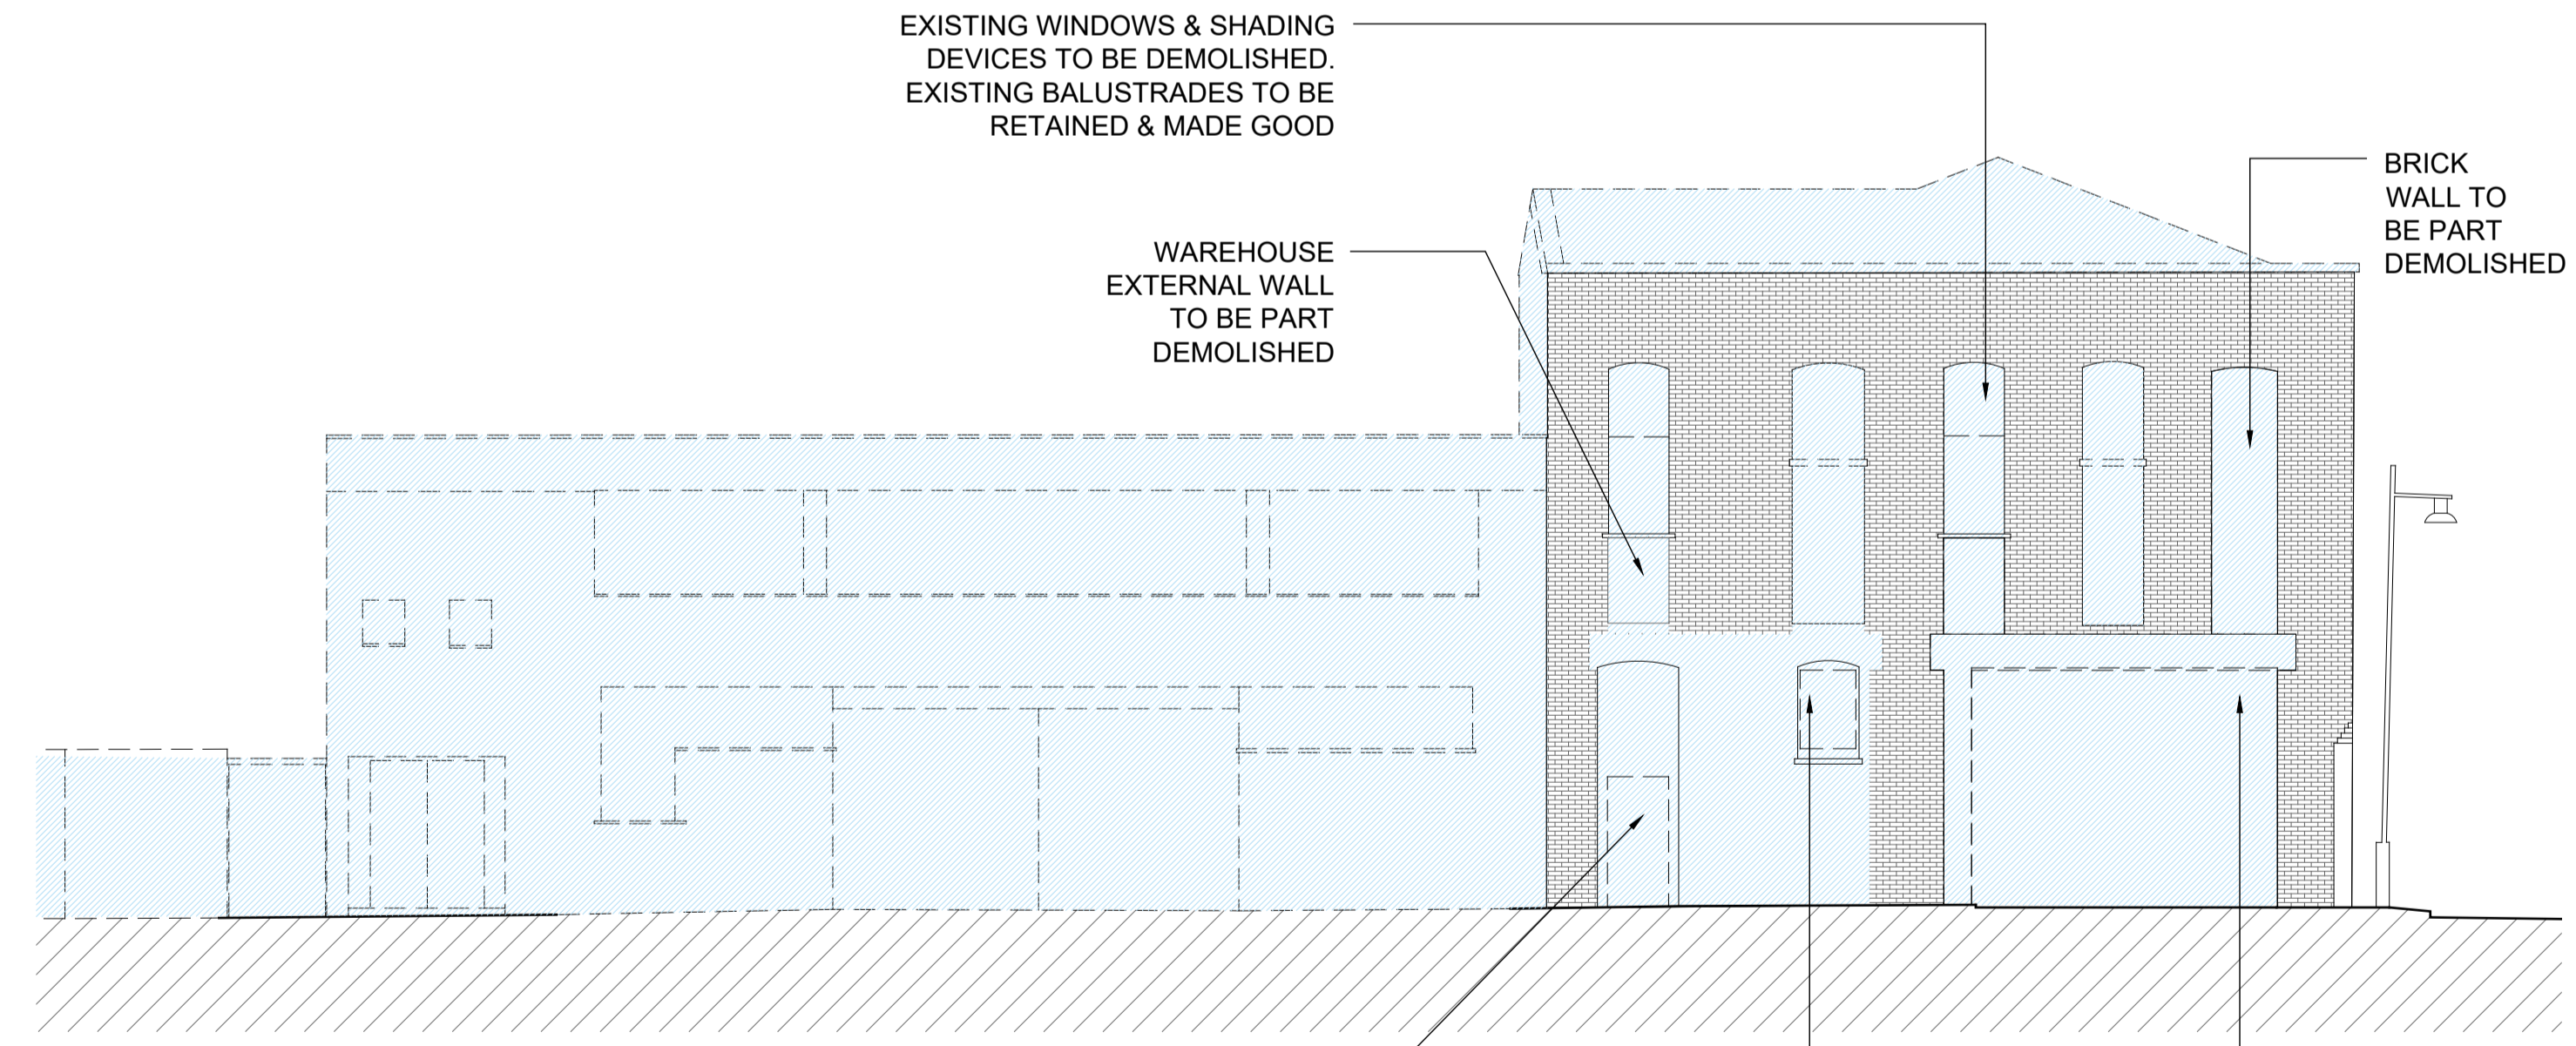 EXISTING WINDOWS & SHADING
DEVICES TO BE DEMOLISHED.
EXISTING BALUSTRADES TO BE
RETAINED & MADE GOOD
BRICK
WALL TO
BE PART
DEMOLISHED
WAREHOUSE
EXTERNAL WALL
TO BE PART
DEMOLISHED